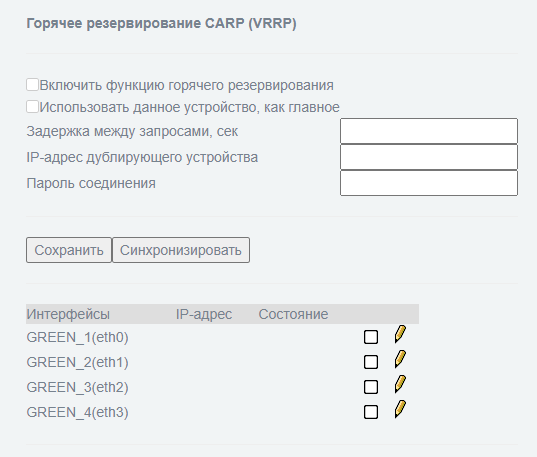 Горячее резервирование CARP (VRRP)
Включить функцию горячего резервирования
Использовать данное устройство, как главное
Задержка между запросами, сек
IP-адрес дублирующего устройства
Пароль соединения
Сохранить Синхронизировать
Интерфейсы IP-адрес Состояние
GREEN_1(eth0)
GREEN_2(eth1)
GREEN_3(eth2)
GREEN_4(eth3)